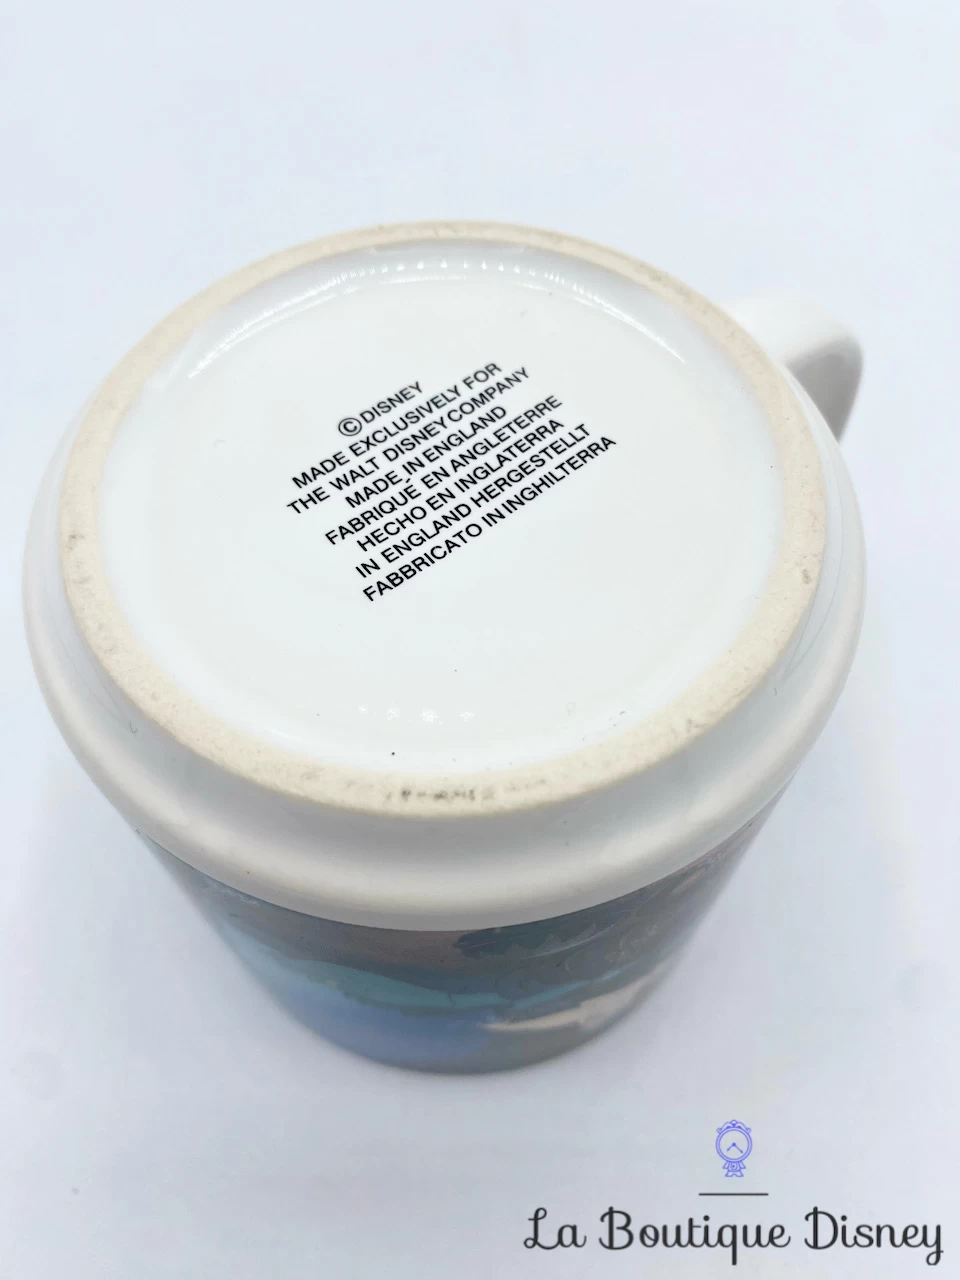 ©DISNEY
MADE EXCLUSIVELY FOR
THE WALT DISNEY COMPANY
MADE IN ENGLAND
FABRIQUÉ EN ANGLETERRE
HECHO EN INGLATERRA
IN ENGLAND HERGESTELLT
FABBRICATO IN INGHILTERRA
La Boutique Disney